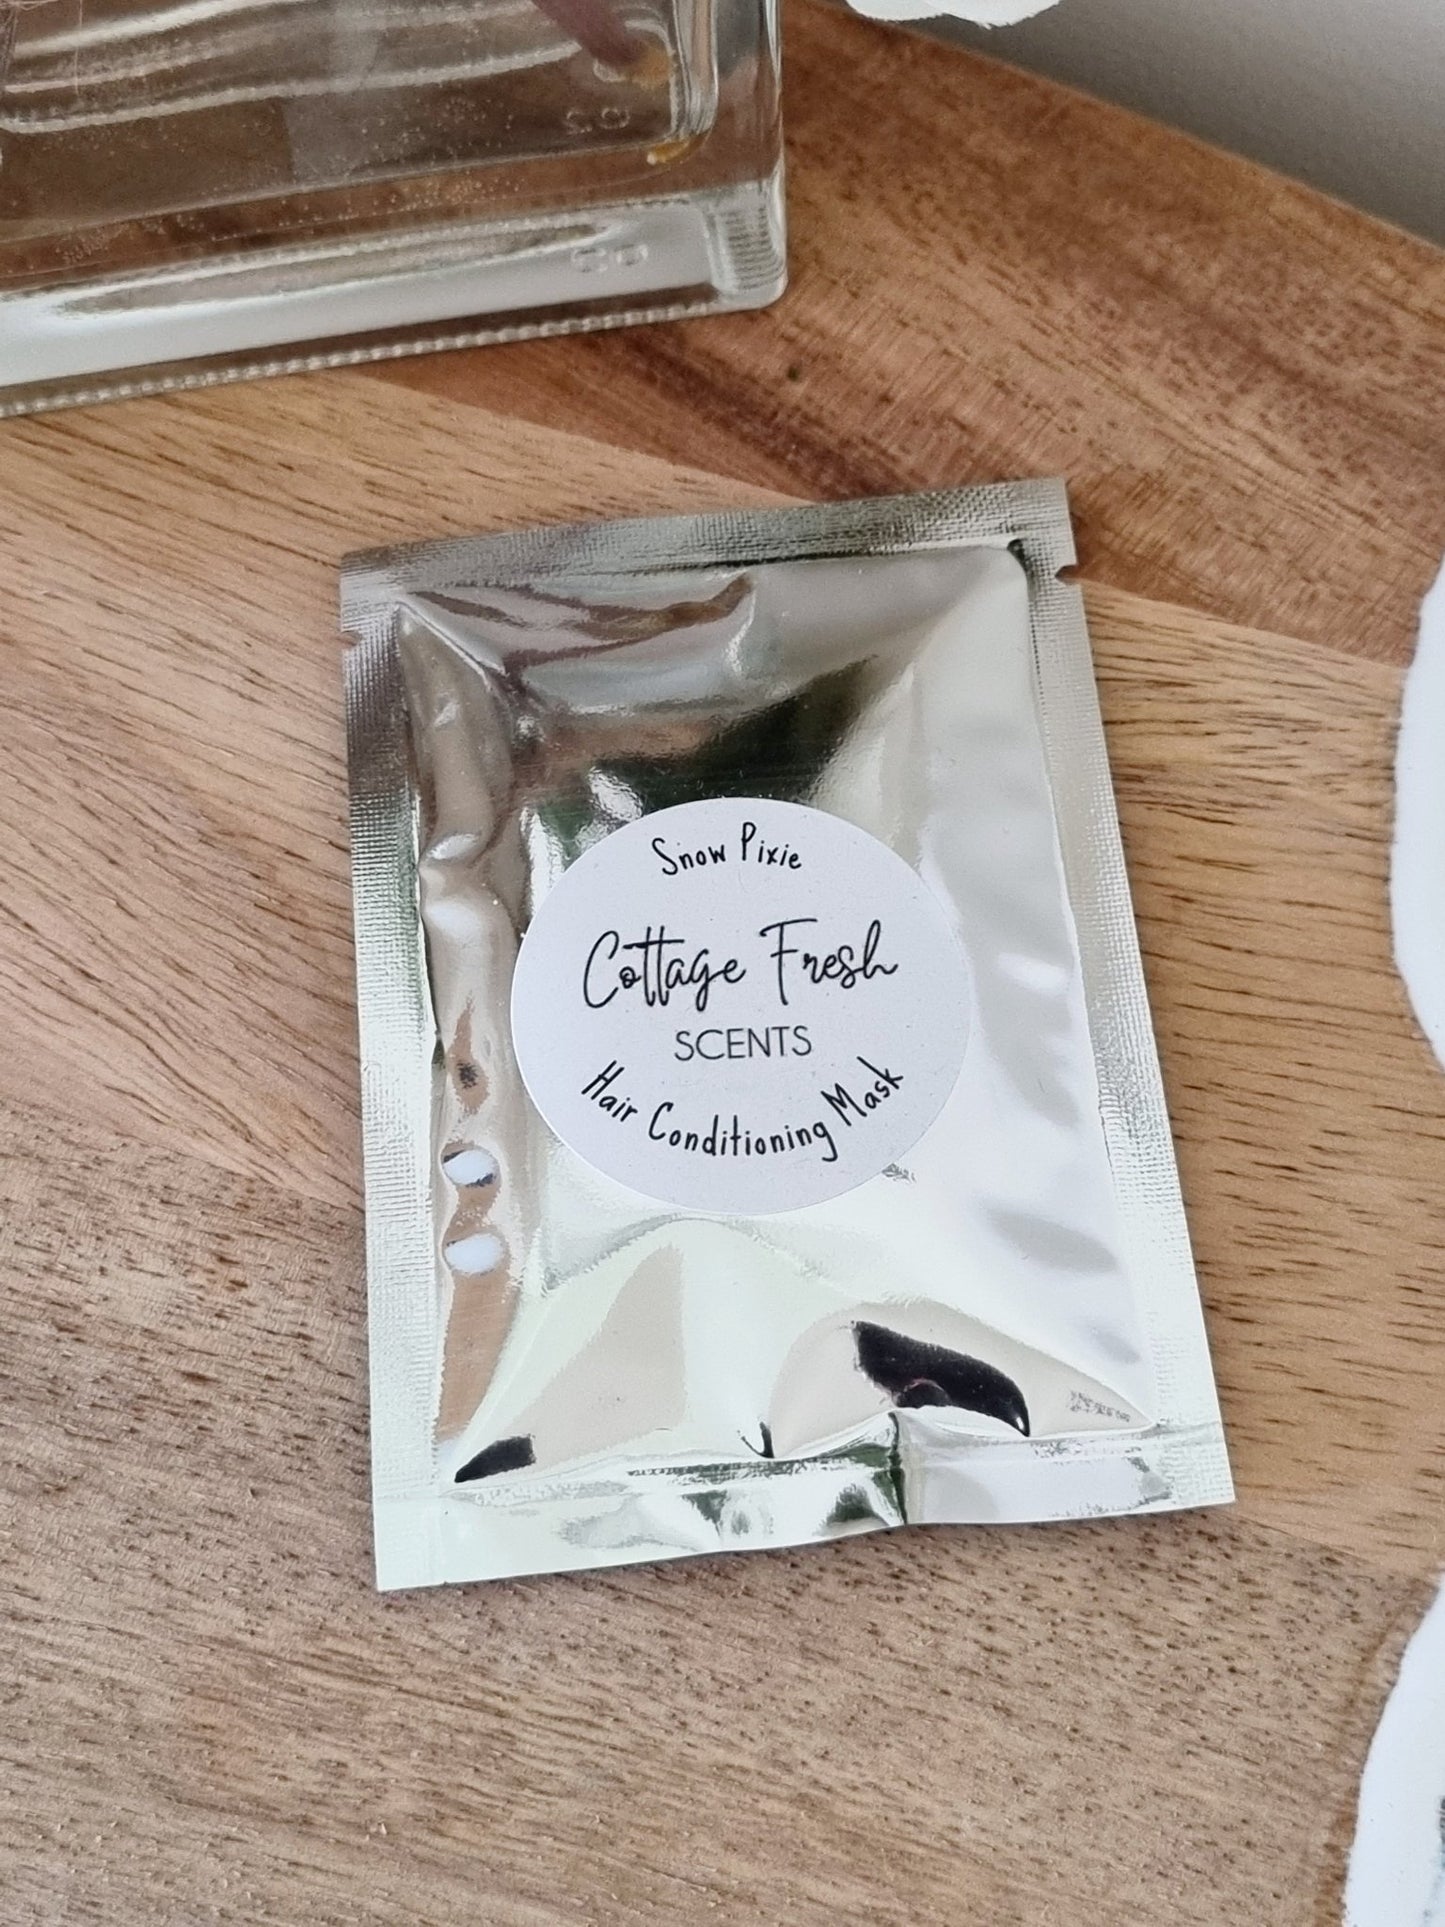 Snow Pixie
Cottage Fresh
SCENTS
Hair Conditioning Mask